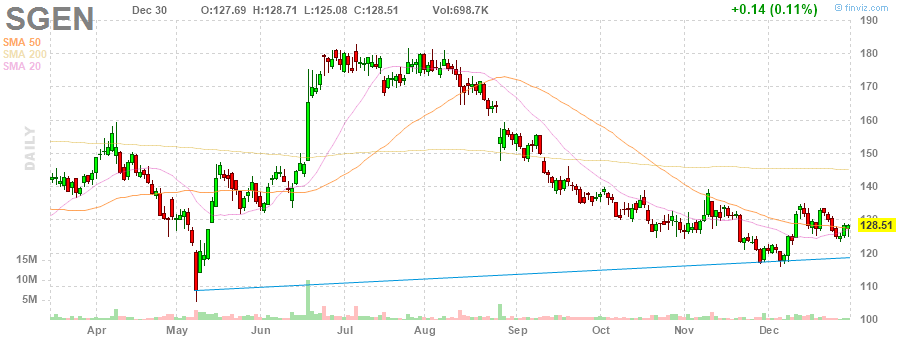 SGEN Dec 30 O:127.69 H:128.71 L:125.08 C:128.51 Vol:698.7K +0.14 (0.11%) © finviz.com
SMA 50
SMA 200
SMA 20
DAILY
190
180
170
160
150
140
130
128.51
120
110
100
15M
10M
5M
Apr May Jun Jul Aug Sep Oct Nov Dec